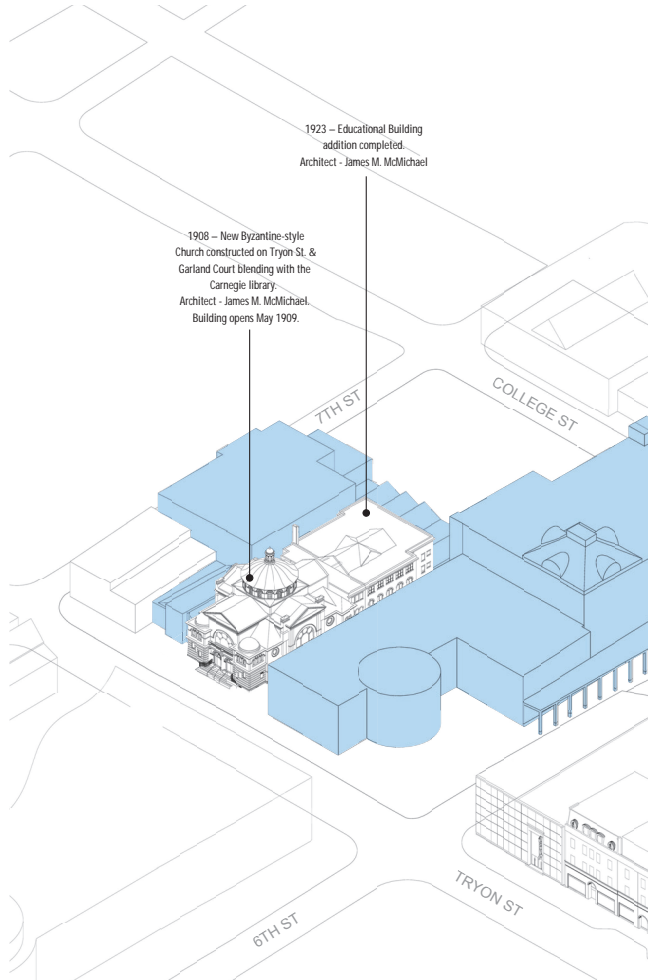 1923 – Educational Building
addition completed.
Architect - James M. McMichael
1908 – New Byzantine-style
Church constructed on Tryon St. &
Garland Court blending with the
Carnegie library.
Architect - James M. McMichael.
Building opens May 1909.
7TH ST
COLLEGE ST
TRYON ST
6TH ST